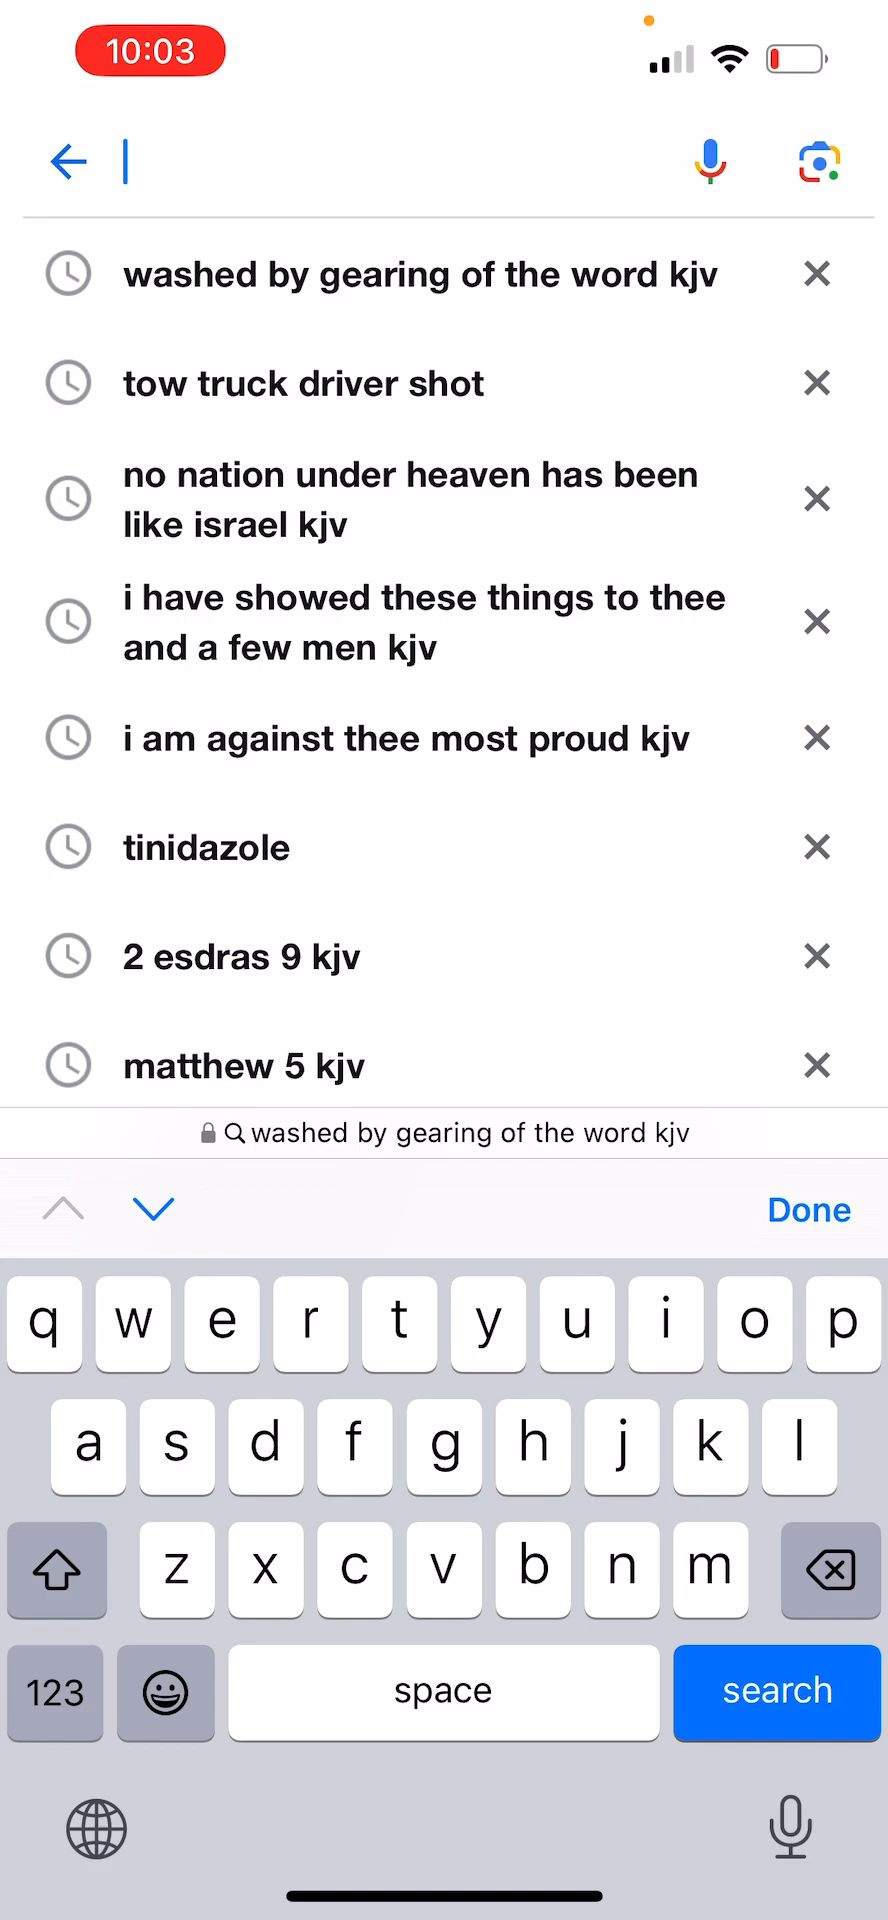 10:03
washed by gearing of the word kjv
tow truck driver shot
no nation under heaven has been
like israel kjv
i have showed these things to thee
and a few men kjv
i am against thee most proud kjv
tinidazole
2 esdras 9 kjv
matthew 5 kjv
washed by gearing of the word kjv
Done
q w e r t y u i o p
a s d f g h j k l
z x c v b n m
123 space search